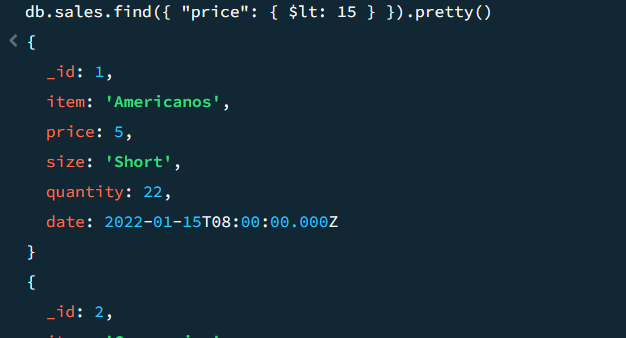 db.sales.find({ "price": { $lt: 15 } }).pretty()
{
_id: 1,
item: 'Americanos',
price: 5,
size: 'Short',
quantity: 22,
date: 2022-01-15T08:00:00.000Z
}
{
_id: 2,